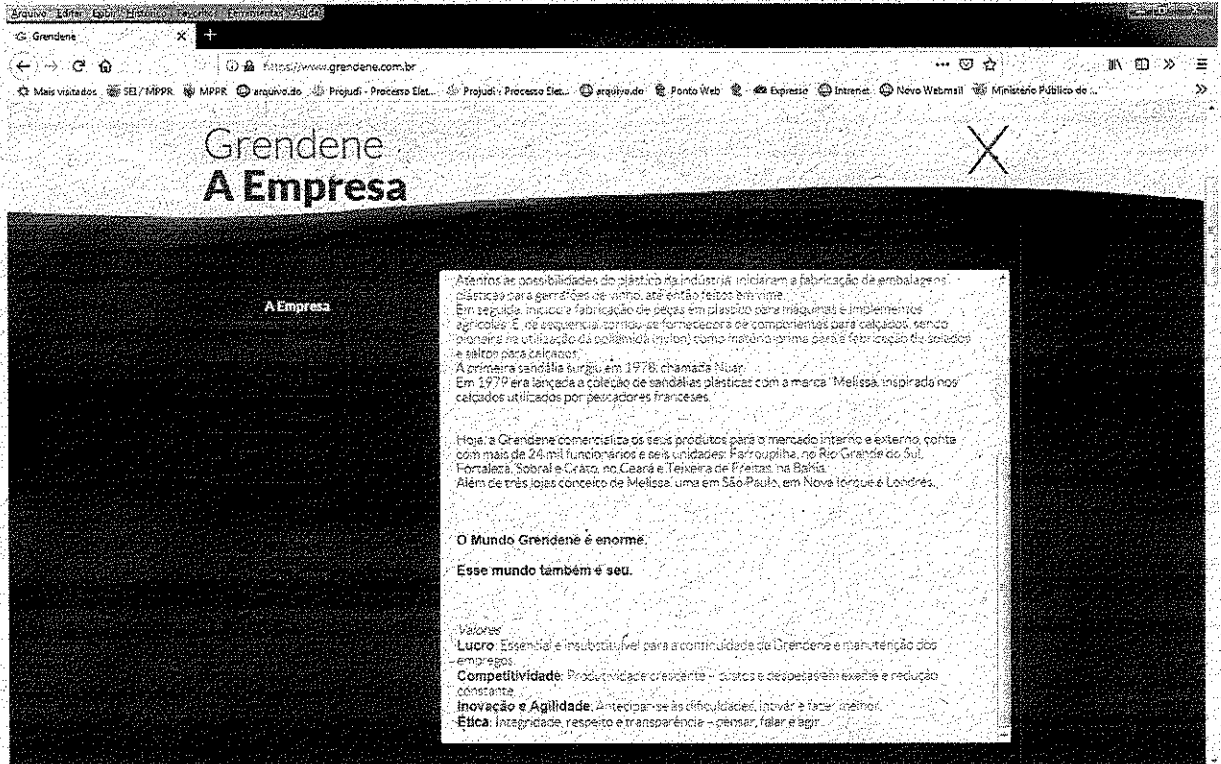 Arquivo Editar Exibir Histórico Favoritos Ferramentas Ajuda
G Grendene × +
https://www.grendene.com.br
Mais visitados SEI / MPPR MPPR arquivo.do Projudi - Processo Elet... Projudi - Processo Elet... arquivo.do Ponto Web Expresso Intranet Novo Webmail Ministério Público do ...
Grendene
A Empresa
A Empresa
Atentos às possibilidades do plástico na indústria, iniciaram a fabricação de embalagens
plásticas para garrafões de vinho, até então feitos em vime.
Em seguida, iniciou a fabricação de peças em plástico para máquinas e implementos
agrícolas. E, na sequencia, tornou-se fornecedora de componentes para calçados, sendo
pioneira na utilização da poliamida (nylon) como matéria-prima para a fabricação de solados
e saltos para calçados.
A primeira sandália surgiu em 1978, chamada Nuar.
Em 1979 era lançada a coleção de sandálias plásticas com a marca "Melissa, inspirada nos
calçados utilizados por pescadores franceses.
Hoje, a Grendene comercializa os seus produtos para o mercado interno e externo, conta
com mais de 24 mil funcionários e seis unidades: Farroupilha, no Rio Grande do Sul,
Fortaleza, Sobral e Crato, no Ceará e Teixeira de Freitas, na Bahia.
Além de três lojas conceito de Melissa: uma em São Paulo, em Nova Iorque e Londres.
O Mundo Grendene é enorme.
Esse mundo também é seu.
Valores
Lucro: Essencial e insubstituível para a continuidade da Grendene e manutenção dos
empregos.
Competitividade: Produtividade crescente – custos e despesas em exame e redução
constante.
Inovação e Agilidade: Antecipar-se às dificuldades, inovar e fazer melhor.
Ética: Integridade, respeito e transparência – pensar, falar e agir.